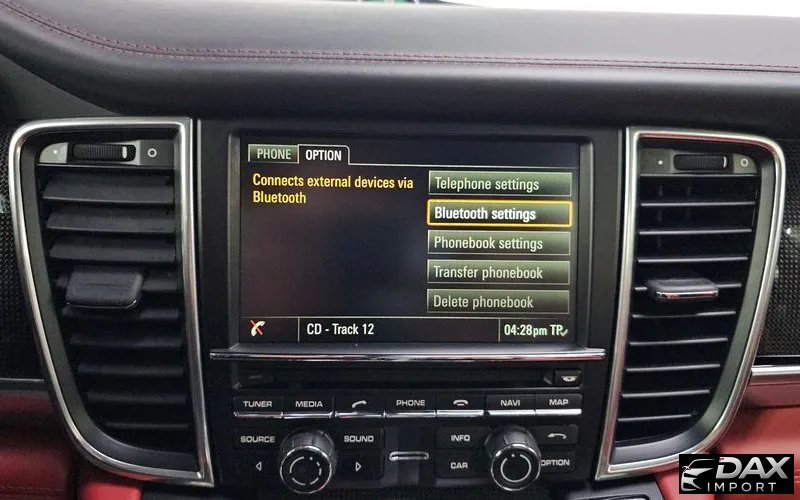 PHONE OPTION
Connects external devices via
Bluetooth
Telephone settings
Bluetooth settings
Phonebook settings
Transfer phonebook
Delete phonebook
CD - Track 12 04:28pm TP
TUNER MEDIA PHONE NAVI MAP
SOURCE SOUND INFO
CAR OPTION
DAX
IMPORT